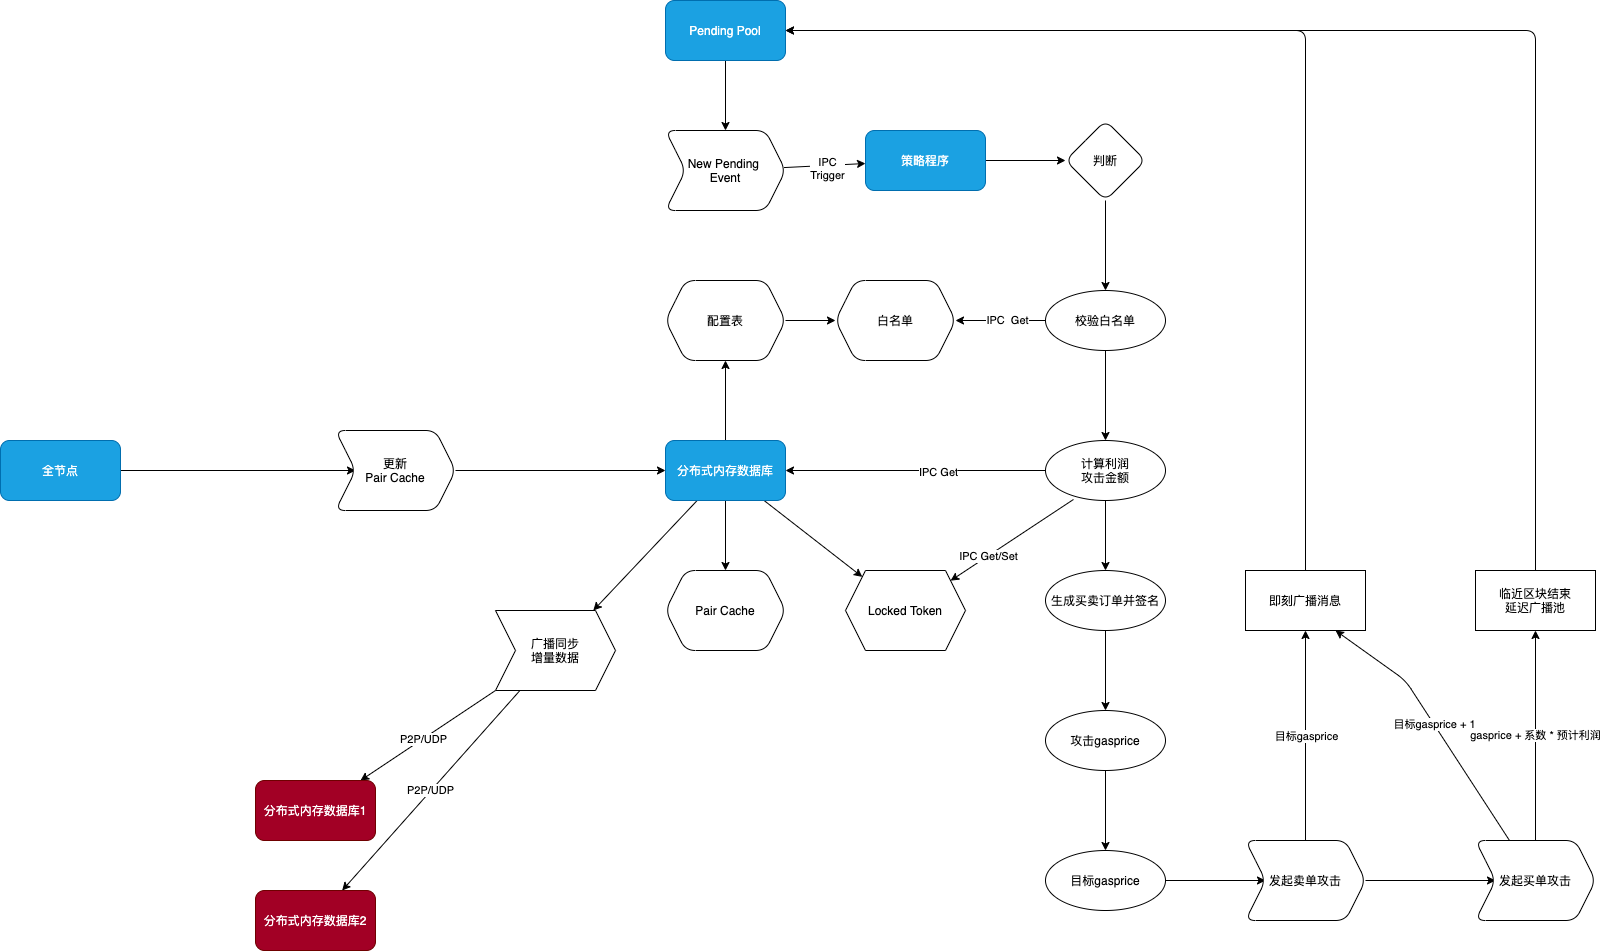 Pending Pool
New Pending
Event
IPC
Trigger
策略程序
判断
配置表
白名单
IPC  Get
校验白名单
全节点
更新
Pair Cache
分布式内存数据库
IPC Get
计算利润
攻击金额
IPC Get/Set
Pair Cache
Locked Token
生成买卖订单并签名
即刻广播消息
临近区块结束
延迟广播池
广播同步
增量数据
P2P/UDP
P2P/UDP
攻击gasprice
目标gasprice
目标gasprice + 1
gasprice + 系数 * 预计利润
分布式内存数据库1
分布式内存数据库2
目标gasprice
发起卖单攻击
发起买单攻击